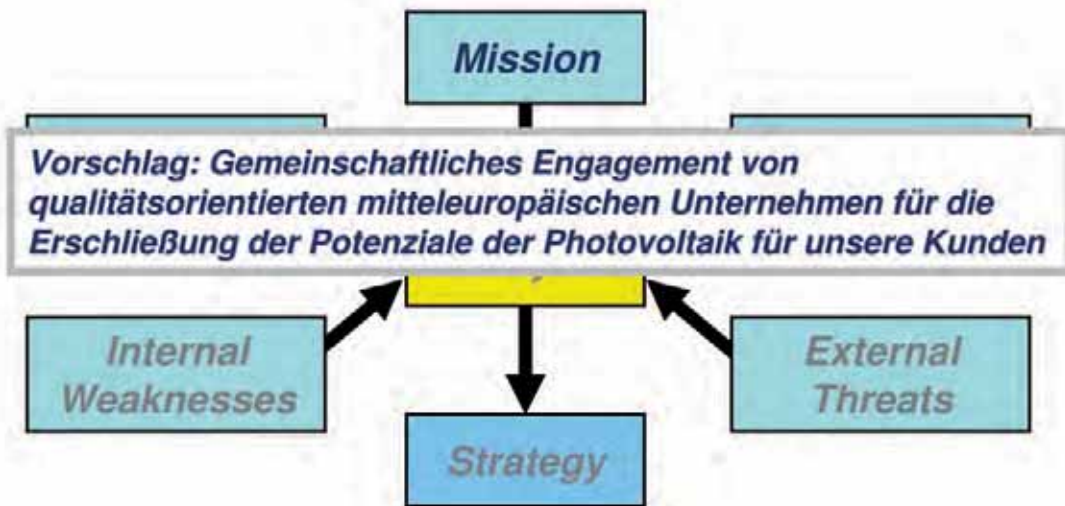 Mission
Vorschlag: Gemeinschaftliches Engagement von
qualitätsorientierten mitteleuropäischen Unternehmen für die
Erschließung der Potenziale der Photovoltaik für unsere Kunden
Internal
Weaknesses
External
Threats
Strategy